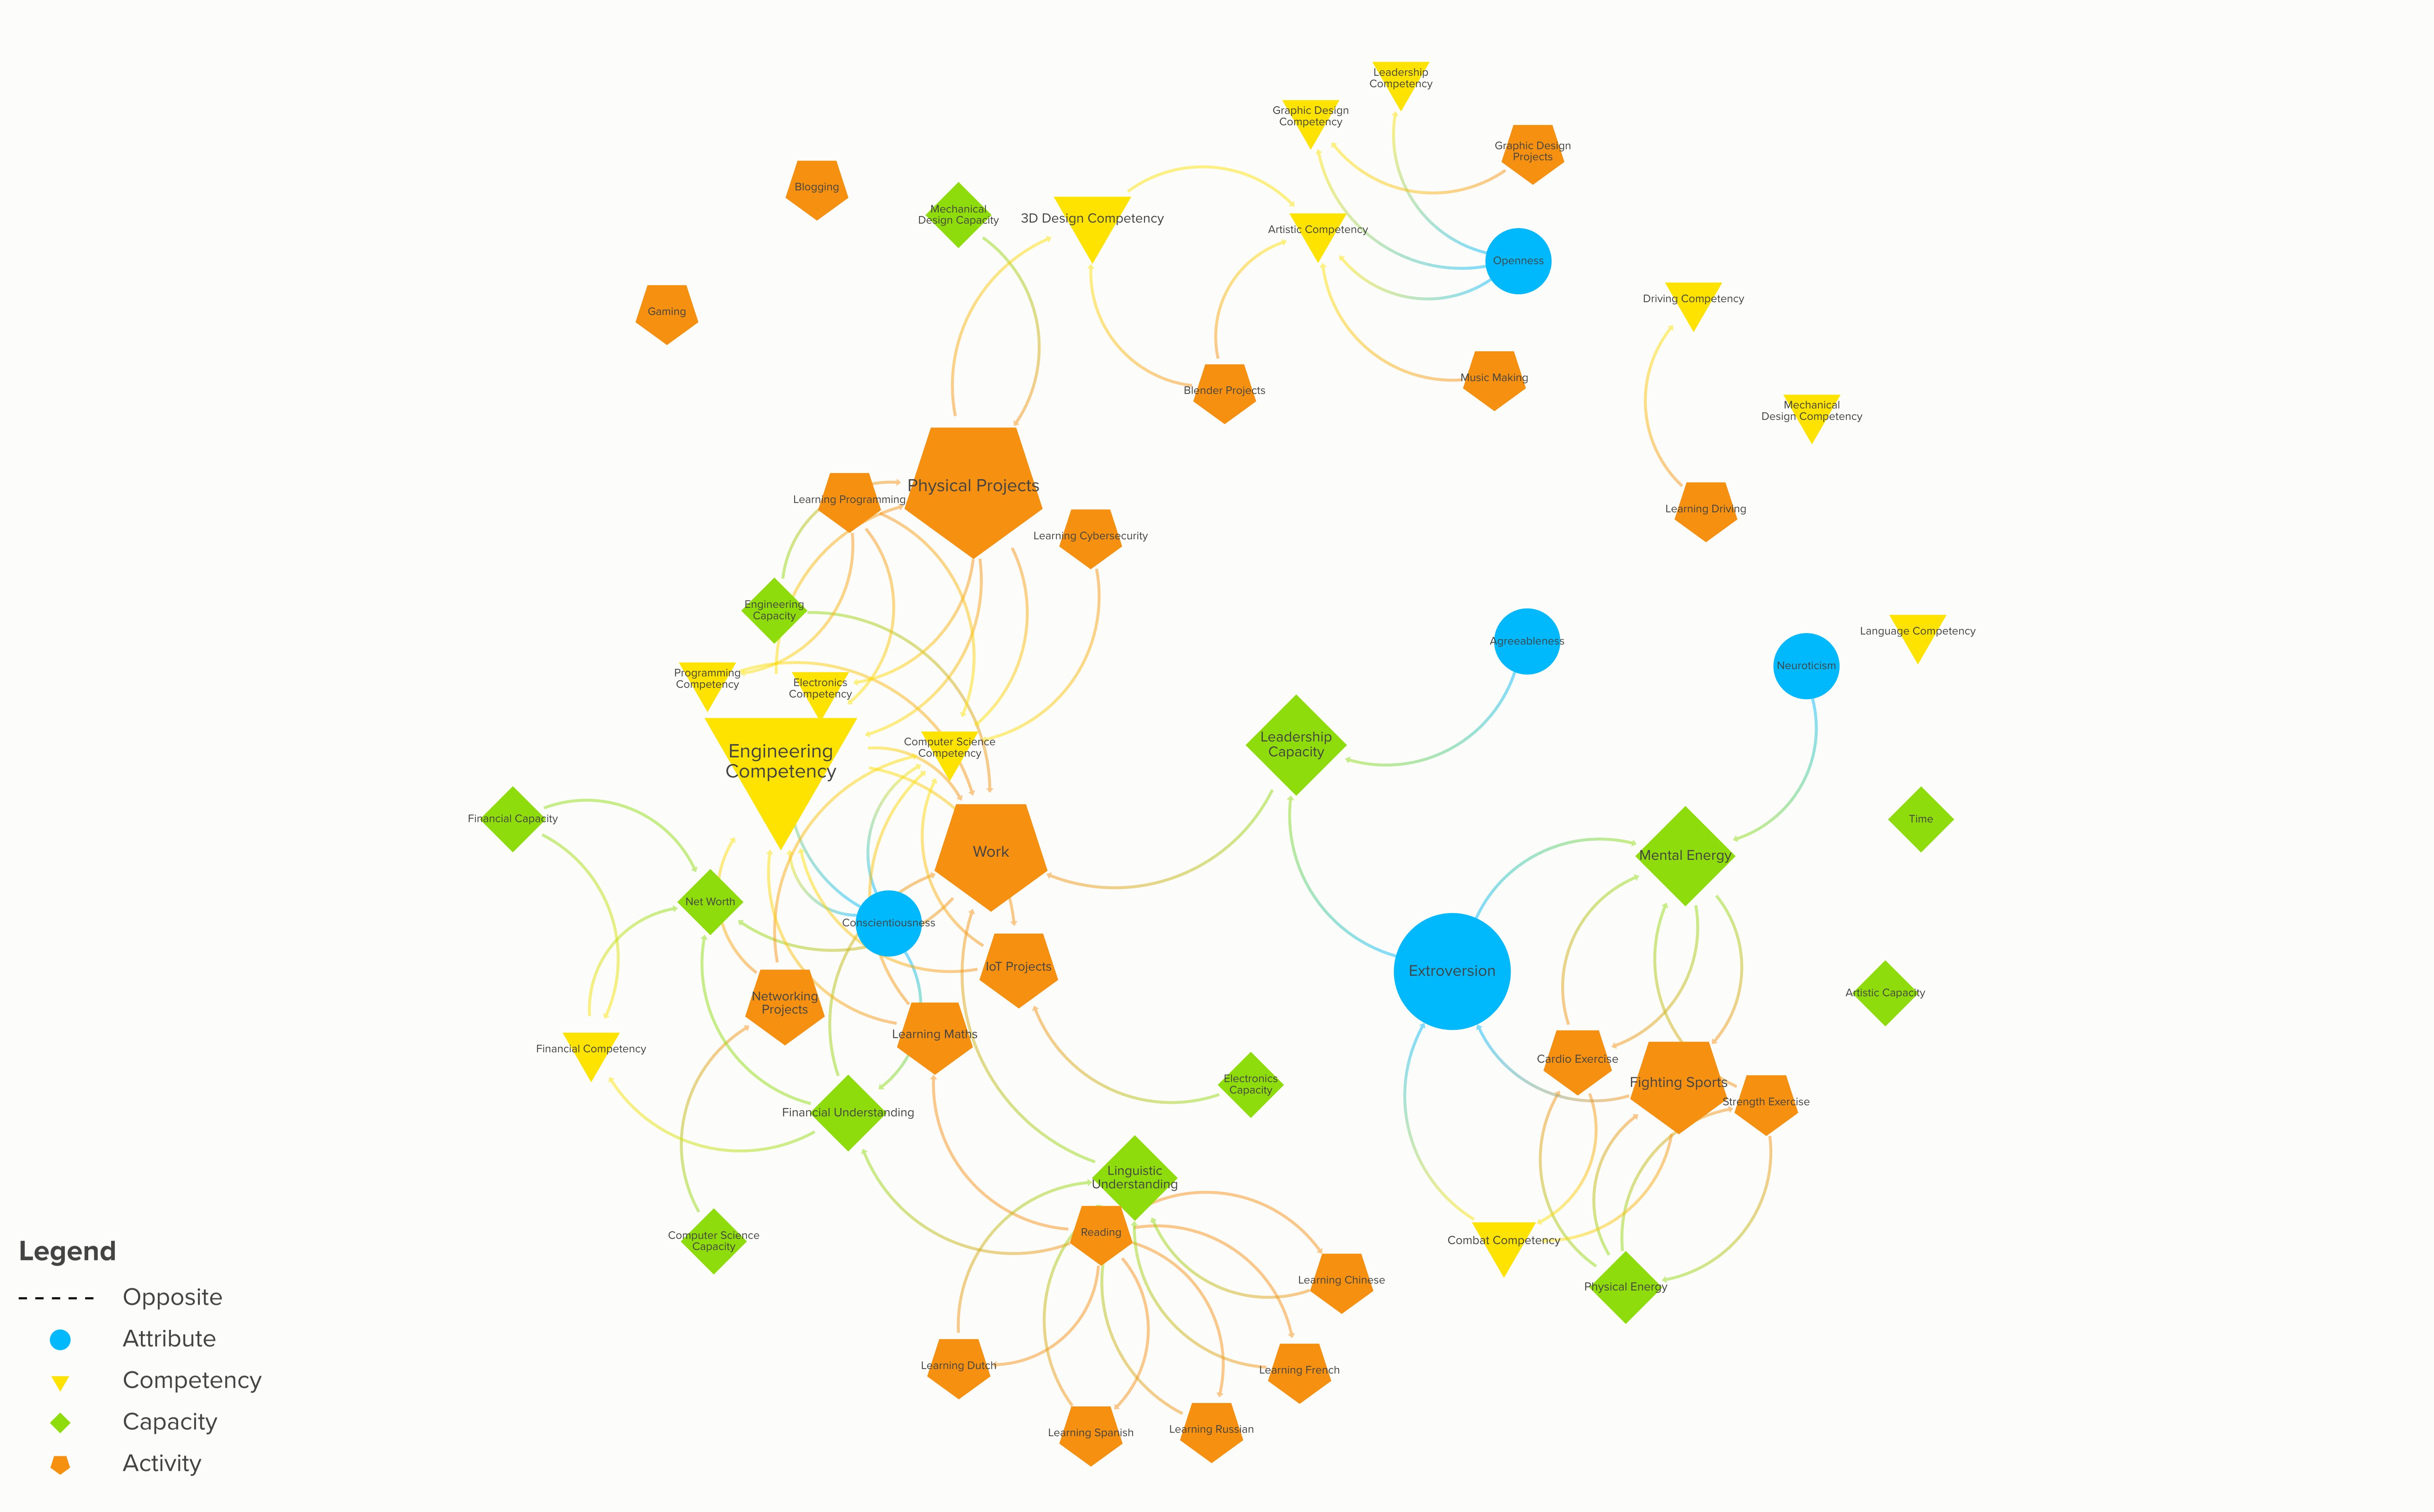 Leadership
Competency
Graphic Design
Competency
Graphic Design
Projects
Blogging
Mechanical
Design Capacity
3D Design Competency
Artistic Competency
Openness
Driving Competency
Gaming
Blender Projects
Music Making
Mechanical
Design Competency
Physical Projects
Learning Programming
Learning Driving
Learning Cybersecurity
Engineering
Capacity
Agreeableness
Language Competency
Neuroticism
Programming
Competency
Electronics
Competency
Leadership
Capacity
Computer Science
Competency
Engineering
Competency
Financial Capacity
Time
Work
Mental Energy
Net Worth
Conscientiousness
IoT Projects
Extroversion
Artistic Capacity
Networking
Projects
Learning Maths
Financial Competency
Cardio Exercise
Fighting Sports
Electronics
Capacity
Strength Exercise
Financial Understanding
Linguistic
Understanding
Reading
Computer Science
Capacity
Combat Competency
Learning Chinese
Physical Energy
Learning Dutch
Learning French
Learning Spanish
Learning Russian
Legend
Opposite
Attribute
Competency
Capacity
Activity